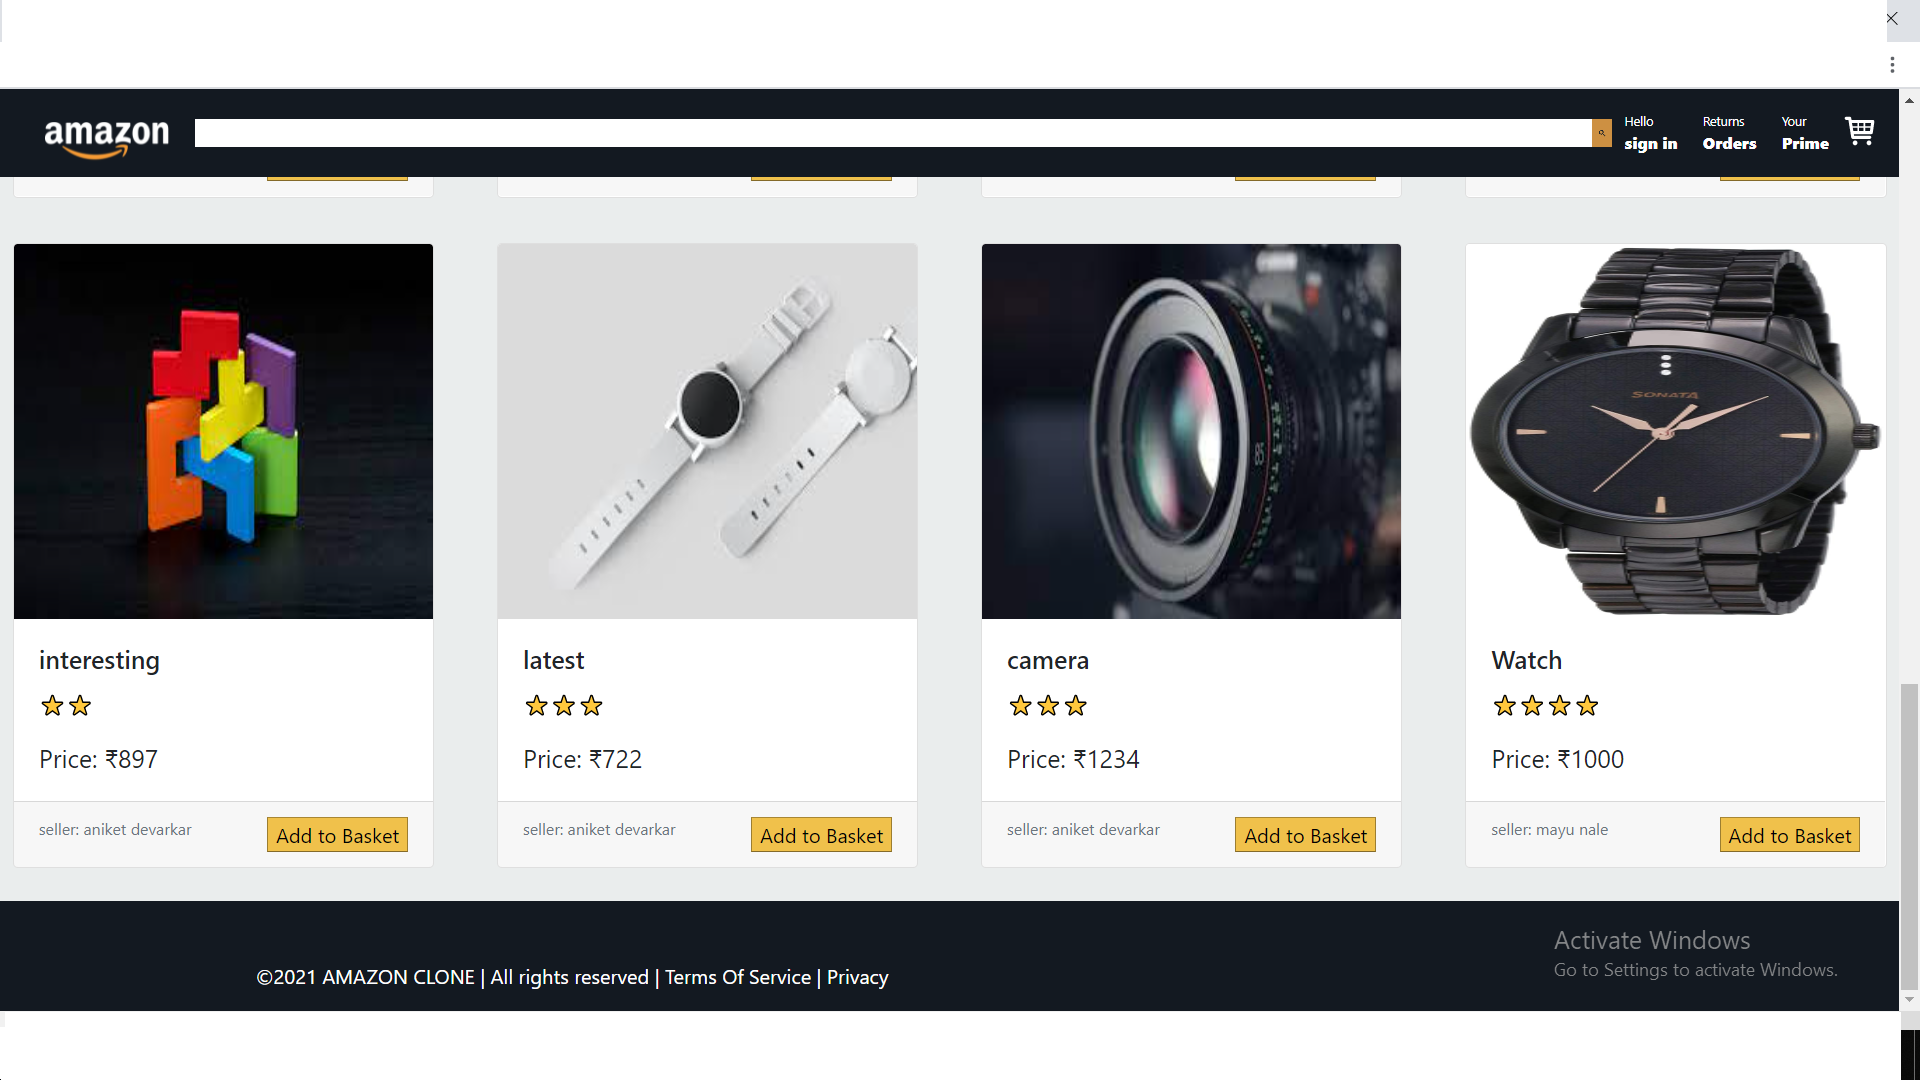 amazon
Hello
sign in
Returns
Orders
Your
Prime
SONATA
interesting
latest
camera
Watch
Price: ₹897
Price: ₹722
Price: ₹1234
Price: ₹1000
seller: aniket devarkar
Add to Basket
seller: aniket devarkar
Add to Basket
seller: aniket devarkar
Add to Basket
seller: mayu nale
Add to Basket
©2021 AMAZON CLONE | All rights reserved | Terms Of Service | Privacy
Activate Windows
Go to Settings to activate Windows.